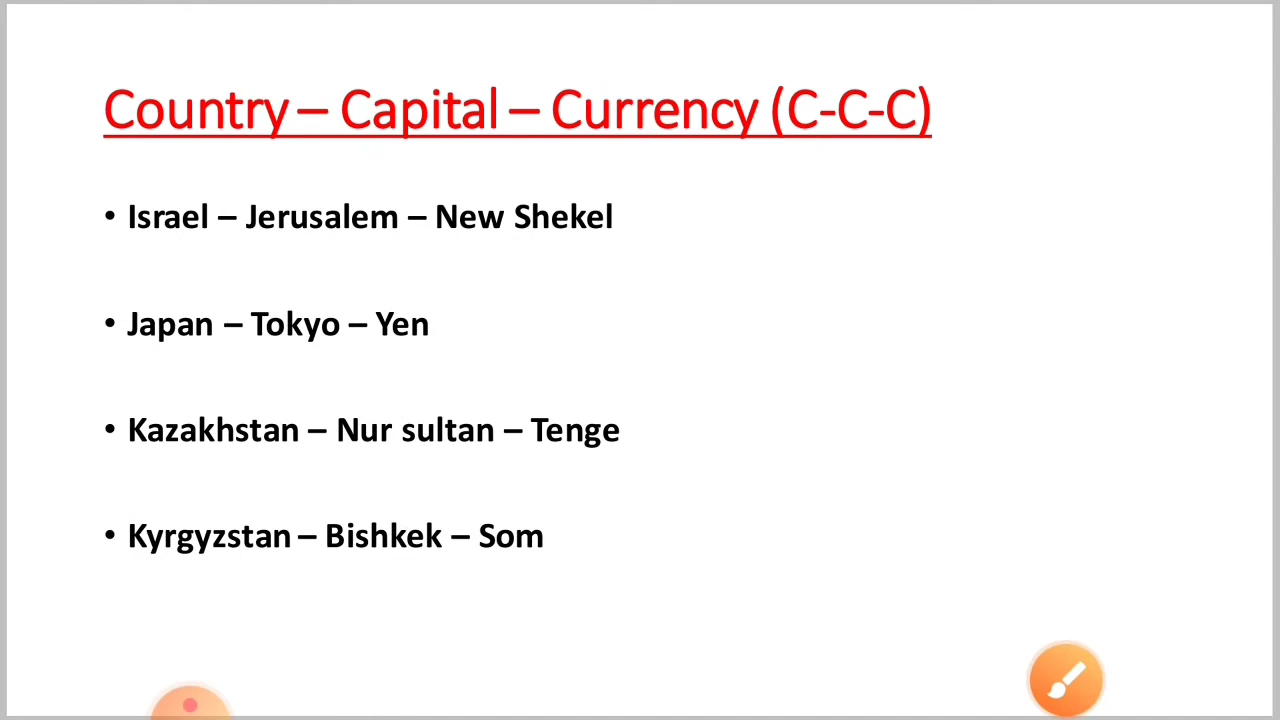 Country – Capital – Currency (C-C-C)
• Israel – Jerusalem – New Shekel
• Japan – Tokyo – Yen
• Kazakhstan – Nur sultan – Tenge
• Kyrgyzstan – Bishkek – Som